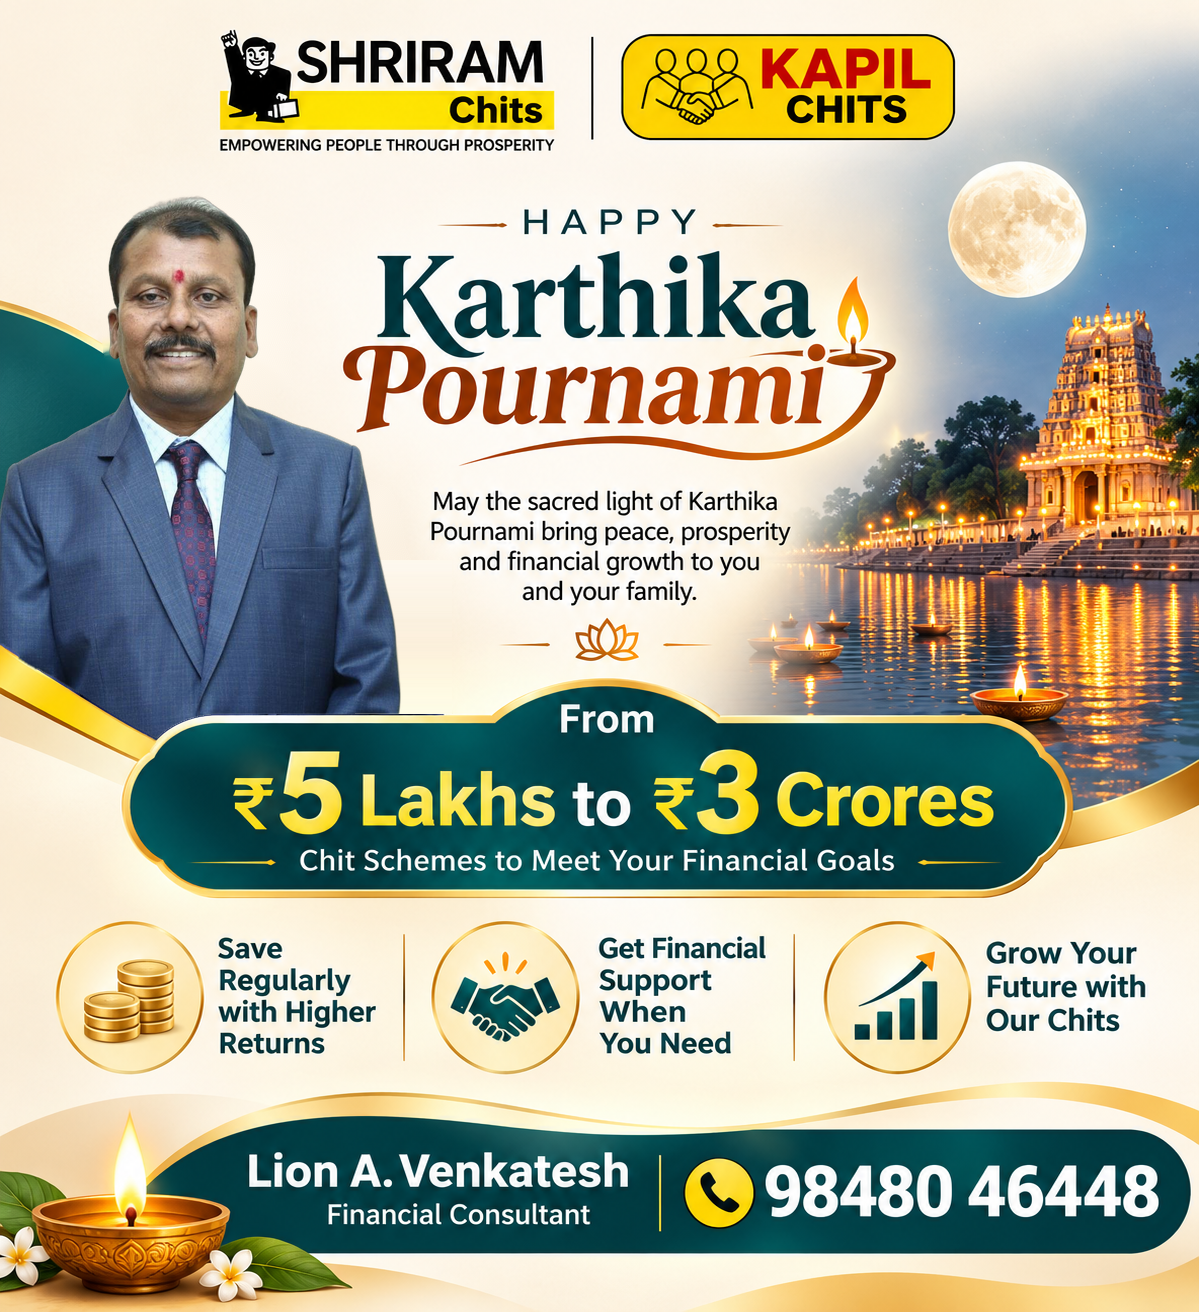 SHRIRAM
Chits
EMPOWERING PEOPLE THROUGH PROSPERITY
KAPIL
CHITS
HAPPY
Karthika
Pournami
May the sacred light of Karthika
Pournami bring peace, prosperity
and financial growth to you
and your family.
From
₹5 Lakhs to ₹3 Crores
Chit Schemes to Meet Your Financial Goals
Save
Regularly
with Higher
Returns
Get Financial
Support
When
You Need
Grow Your
Future with
Our Chits
Lion A. Venkatesh
Financial Consultant
98480 46448